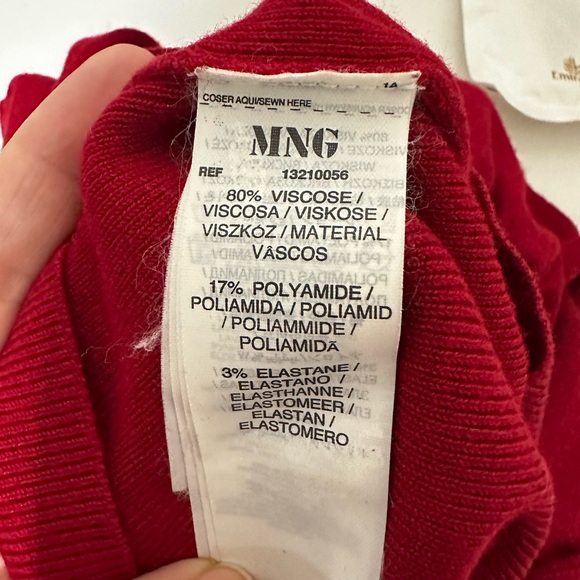 1A
COSER AQUI/SEWN HERE
MNG
REF 13210056
80% VISCOSE /
VISCOSA / VISKOSE /
VISZKÓZ / MATERIAL
VÂSCOS
17% POLYAMIDE /
POLIAMIDA / POLIAMID
/ POLIAMMIDE /
POLIAMIDĂ
3% ELASTANE /
ELASTANO /
ELASTHANNE /
ELASTOMEER /
ELASTAN /
ELASTOMERO